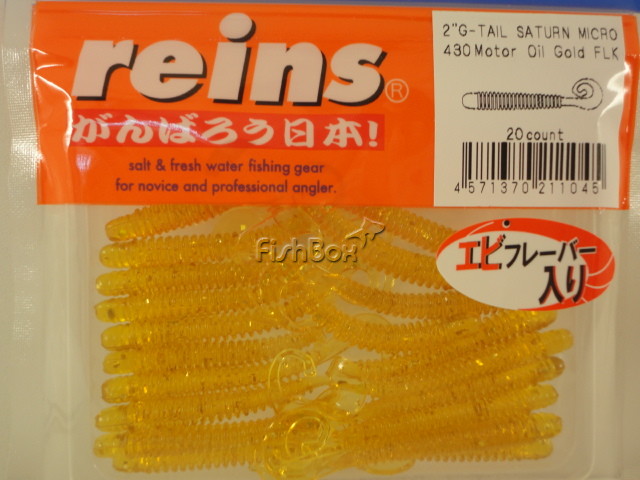 reins®
がんばろう日本!
salt & fresh water fishing gear
for novice and professional angler.
2"G-TAIL SATURN MICRO
430 Motor Oil Gold FLK
20 count
4 571370 211045
エビフレーバー
入り
FishBox